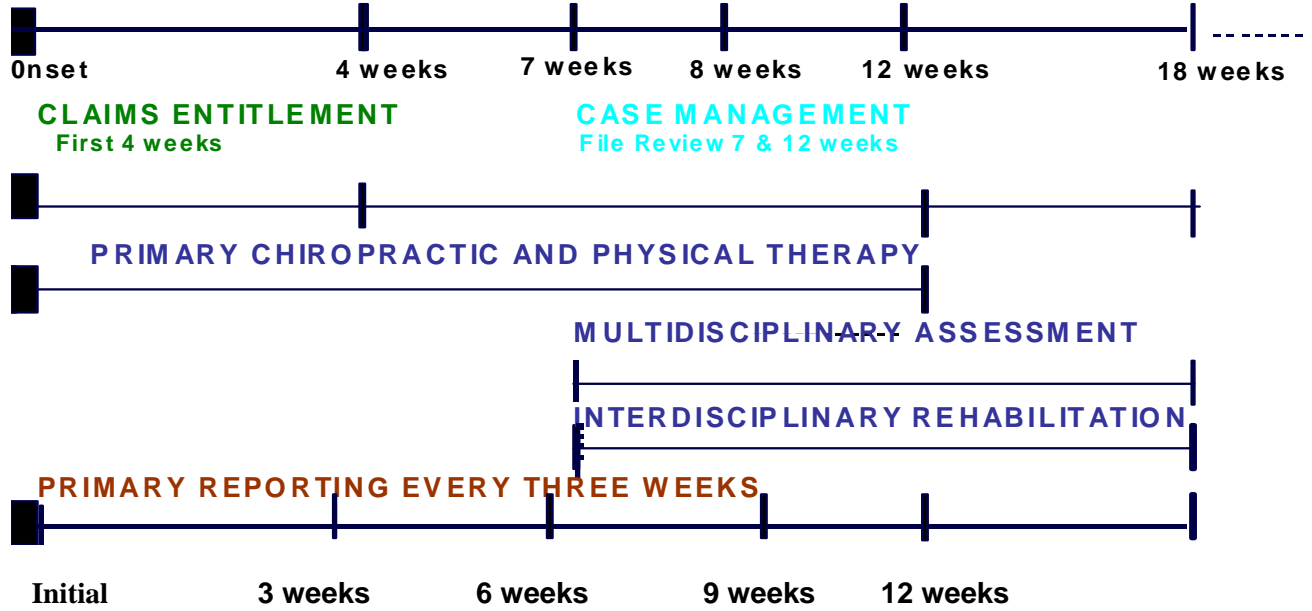 0nset 4 weeks 7 weeks 8 weeks 12 weeks 18 weeks
CLAIMS ENTITLEMENT CASE MANAGEMENT
First 4 weeks File Review 7 & 12 weeks
PRIMARY CHIROPRACTIC AND PHYSICAL THERAPY
MULTIDISCIPLINARY ASSESSMENT
INTERDISCIPLINARY REHABILITATION
PRIMARY REPORTING EVERY THREE WEEKS
Initial 3 weeks 6 weeks 9 weeks 12 weeks